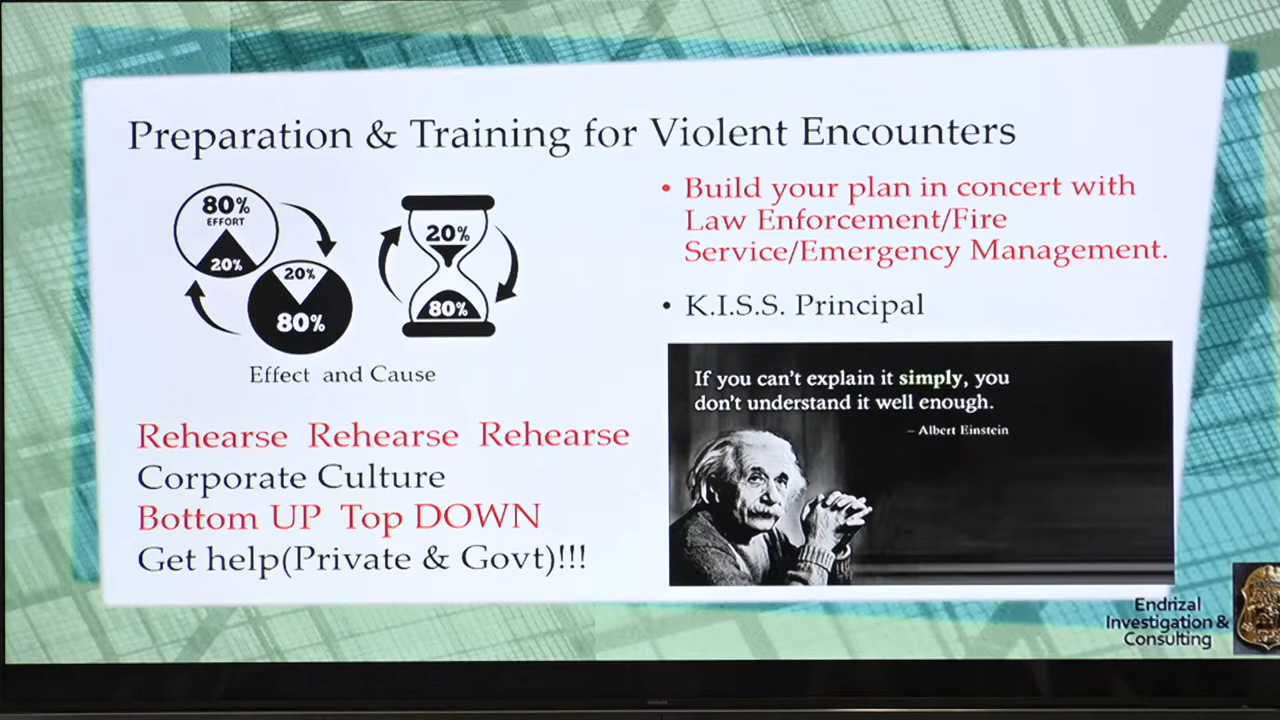 Preparation & Training for Violent Encounters
80%
EFFORT
20%
20%
80%
20%
80%
Effect and Cause
Rehearse Rehearse Rehearse
Corporate Culture
Bottom UP Top DOWN
Get help(Private & Govt)!!!
• Build your plan in concert with
Law Enforcement/Fire
Service/Emergency Management.
• K.I.S.S. Principal
If you can't explain it simply, you
don't understand it well enough.
– Albert Einstein
Endrizal
Investigation &
Consulting